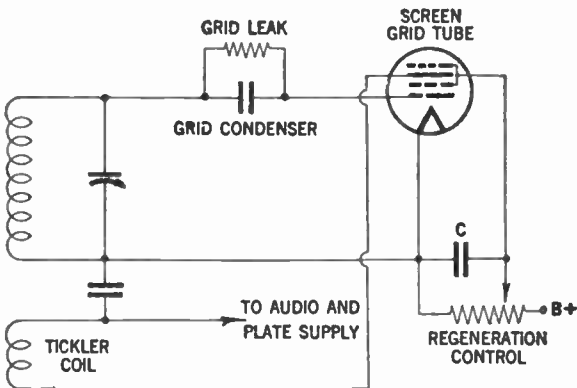 SCREEN
GRID TUBE
GRID LEAK
GRID CONDENSER
C
B+
TO AUDIO AND
PLATE SUPPLY
REGENERATION
CONTROL
TICKLER
COIL